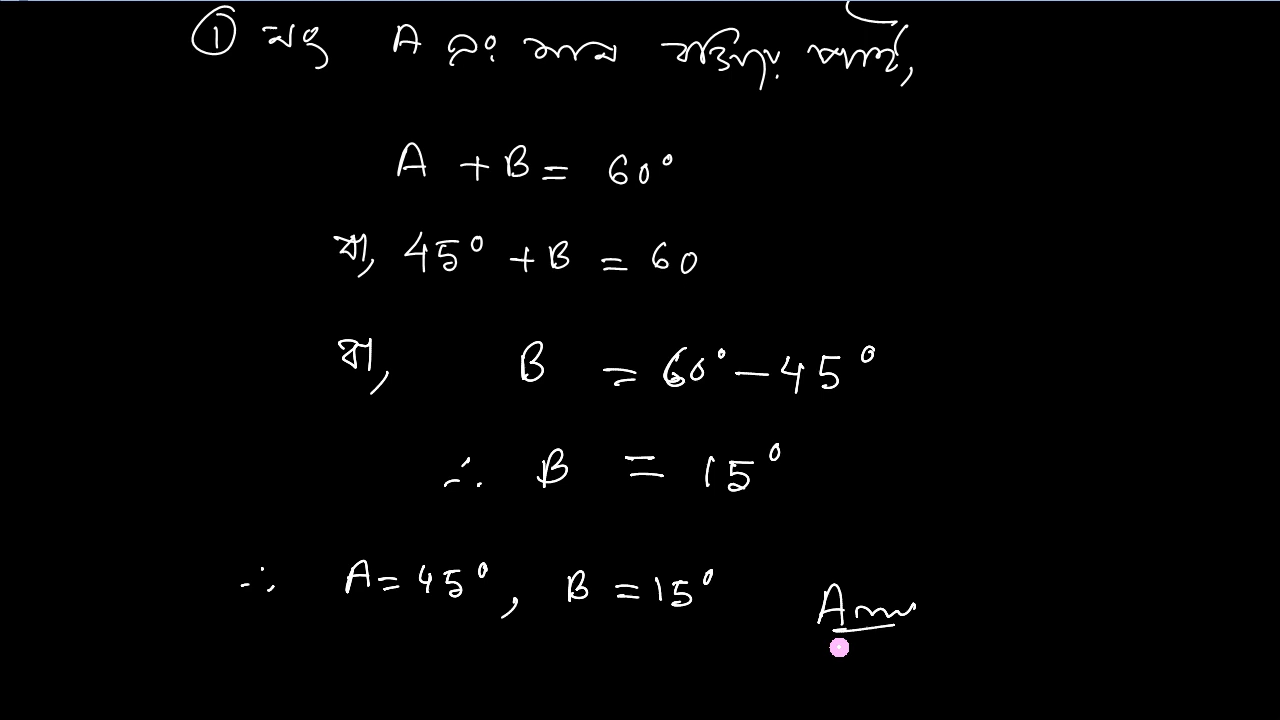 ① নং A এর মান বসিয়ে পাই,
A + B = 60°
বা, 45° + B = 60
বা, B = 60° - 45°
∴ B = 15°
∴ A = 45°, B = 15° Ans